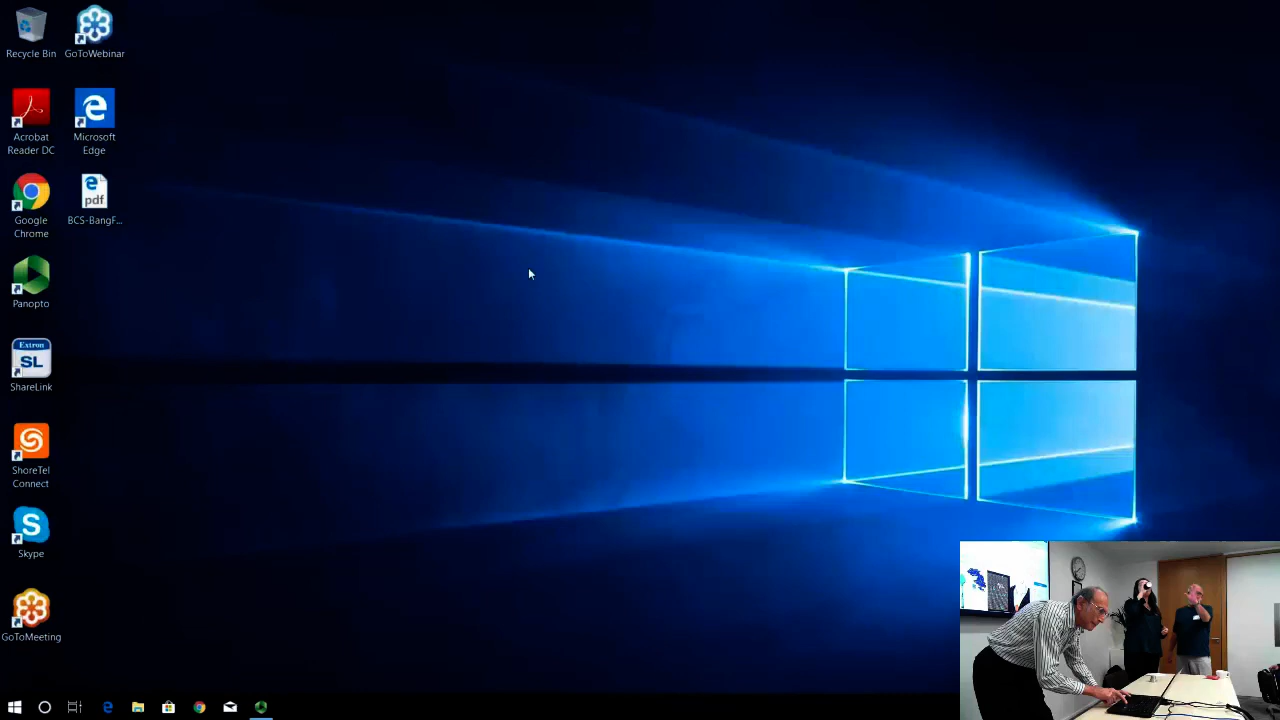 Recycle Bin
GoToWebinar
Acrobat
Reader DC
Microsoft
Edge
Google
Chrome
pdf
BCS-BangF...
Panopto
Extron
SL
ShareLink
ShoreTel
Connect
Skype
GoToMeeting